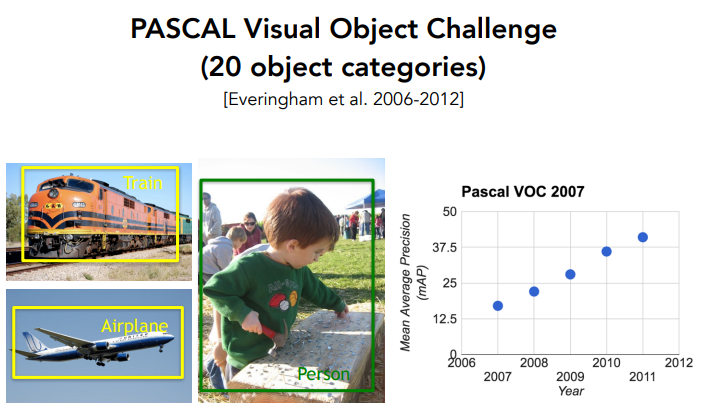 PASCAL Visual Object Challenge
(20 object categories)
[Everingham et al. 2006-2012]
Train
Airplane
Person
Pascal VOC 2007
Mean Average Precision
(mAP)
50
37.5
25
12.5
0
2006
2007
2008
2009
2010
2011
2012
Year